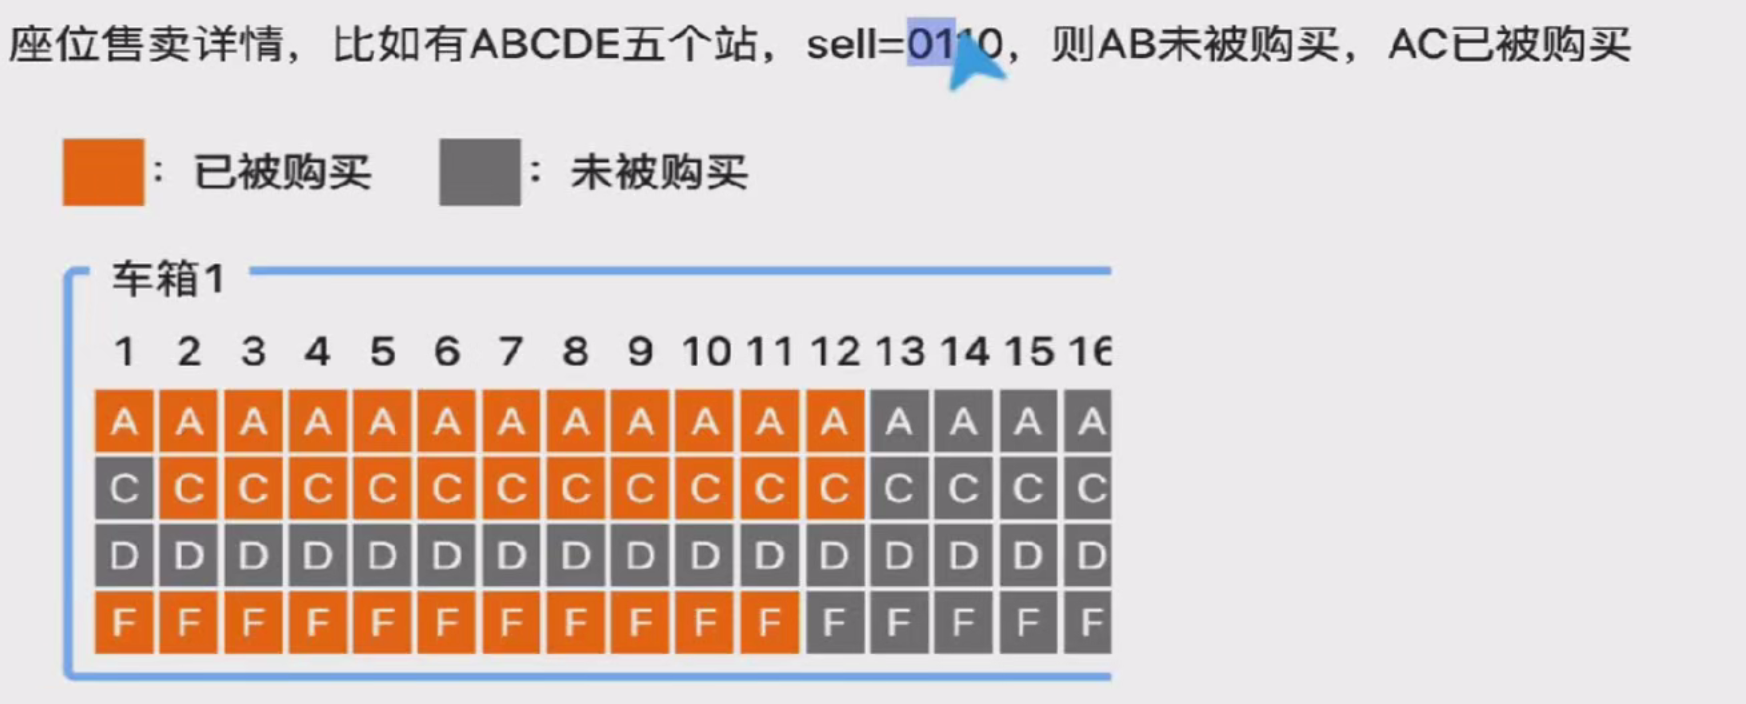 座位售卖详情，比如有ABCDE五个站，sell=0110，则AB未被购买，AC已被购买
：已被购买 ：未被购买
车箱1
1 2 3 4 5 6 7 8 9 10 11 12 13 14 15 16
A A A A A A A A A A A A A A A A
C C C C C C C C C C C C C C C C
D D D D D D D D D D D D D D D D
F F F F F F F F F F F F F F F F